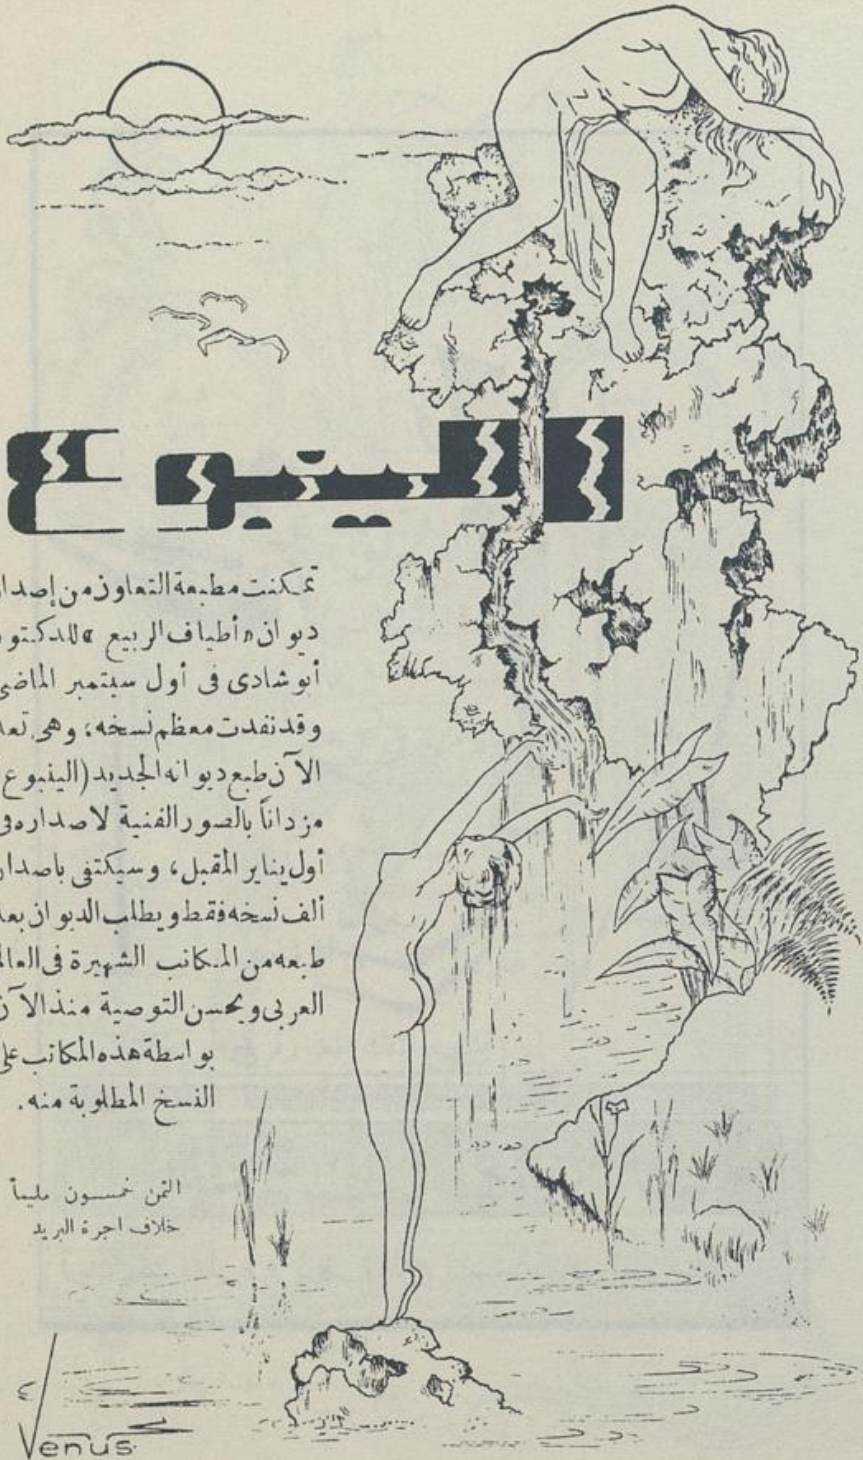 الينبوع
تمكنت مطبعة التعاون من إصدار
ديوان «أطياف الربيع» للدكتور
أبو شادى فى أول سبتمبر الماضى
وقد نفدت معظم نسخه، وهى تعد
الآن طبع ديوانه الجديد (الينبوع
مزداناً بالصور الفنية لاصداره فى
أول يناير المقبل، وسيكتفى باصدار
ألف نسخه فقط ويطلب الديوان بعد
طبعه من المكاتب الشهيرة فى العالم
العربى ويحسن التوصية منذ الآن
بواسطة هذه المكاتب على
النسخ المطلوبة منه.
الثمن خمسون مليماً
خلاف اجرة البريد
Venus